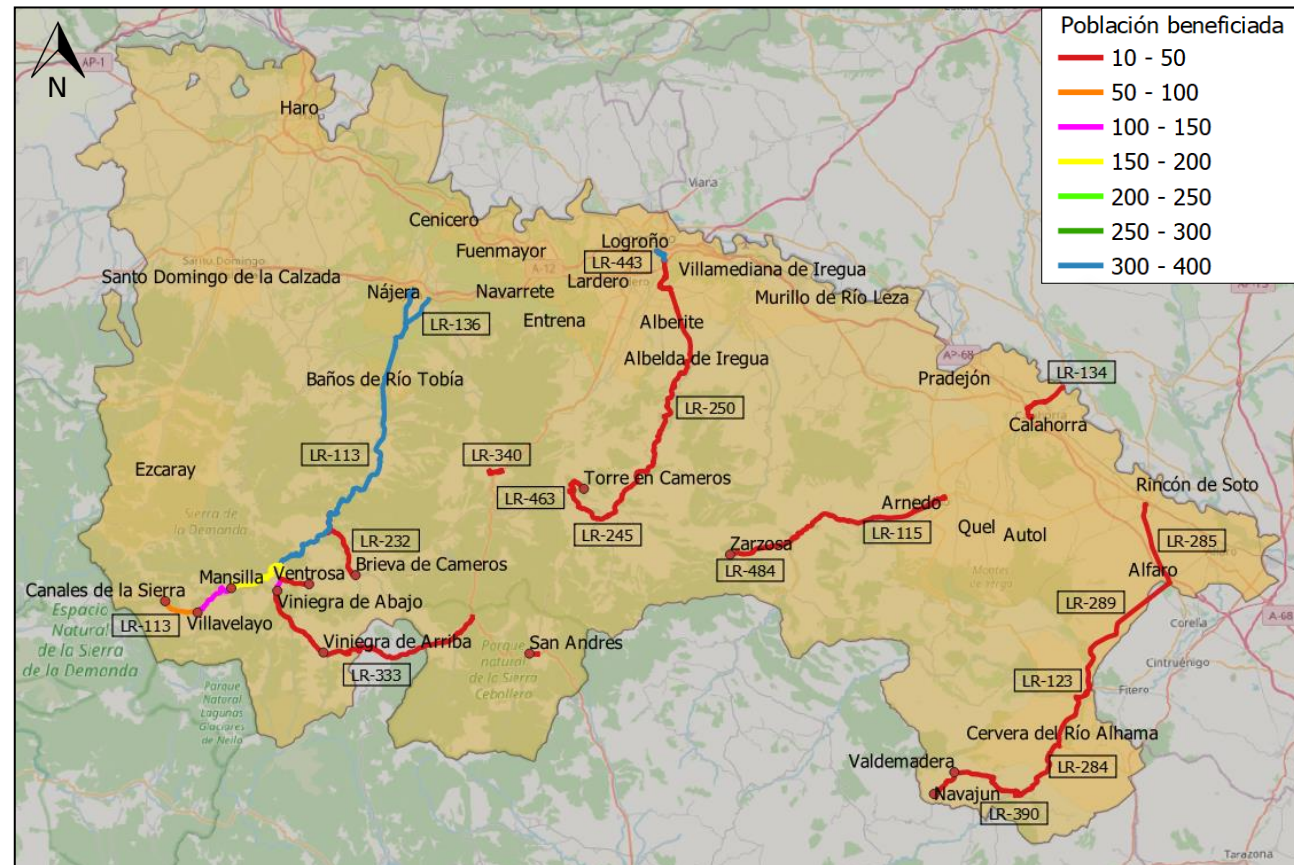 Población beneficiada
10 - 50
50 - 100
100 - 150
150 - 200
200 - 250
250 - 300
300 - 400
N
AP-1
Haro
Viara
Cenicero
Fuenmayor
Logroño
LR-443
A-12
Lardero
Villamediana de Iregua
Santo Domingo
Santo Domingo de la Calzada
Nájera
Navarrete
Murillo de Río Leza
AP-15
LR-136
Entrena
Alberite
Albelda de Iregua
AP-68
Baños de Río Tobía
Pradejón
LR-134
LR-250
Calahorra
LR-113
LR-340
Ezcaray
Torre en Cameros
LR-463
Arnedo
Rincón de Soto
Sierra de
la Demanda
LR-245
LR-115
Quel
Autol
LR-285
LR-232
Zarzosa
LR-484
Brieva de Cameros
Alfaro
Mansilla
Ventrosa
Canales de la Sierra
Viniegra de Abajo
LR-289
Espacio
Natural
de la Sierra
de la Demanda
LR-113
Villavelayo
Corella
A-68
Viniegra de Arriba
San Andres
LR-333
Parque
natural
de la Sierra
Cebollera
Cintruénigo
Fitero
LR-123
Parque
Natural
Lagunas
Glaciares
de Neila
Cervera del Río Alhama
Valdemadera
LR-284
Navajun
LR-390
Tarazona